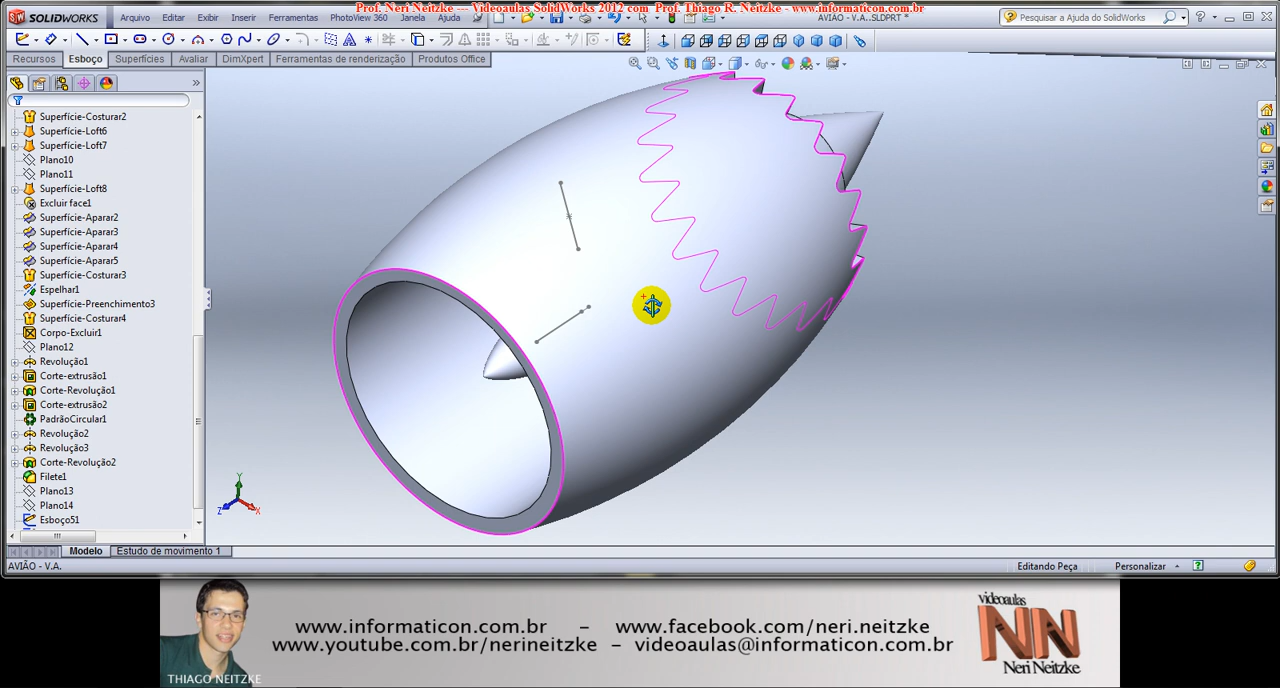 Prof. Neri Neitzke --- Videoaulas SolidWorks 2012 com Prof. Thiago R. Neitzke - www.informaticon.com.br
SOLIDWORKS
Arquivo Editar Exibir Inserir Ferramentas PhotoView 360 Janela Ajuda
AVIÃO - V.A..SLDPRT *
Pesquisar a Ajuda do SolidWorks
Recursos Esboço Superfícies Avaliar DimXpert Ferramentas de renderização Produtos Office
Superfície-Costurar2
Superfície-Loft6
Superfície-Loft7
Plano10
Plano11
Superfície-Loft8
Excluir face1
Superfície-Aparar2
Superfície-Aparar3
Superfície-Aparar4
Superfície-Aparar5
Superfície-Costurar3
Espelhar1
Superfície-Preenchimento3
Superfície-Costurar4
Corpo-Excluir1
Plano12
Revolução1
Corte-extrusão1
Corte-Revolução1
Corte-extrusão2
PadrãoCircular1
Revolução2
Revolução3
Corte-Revolução2
Filete1
Plano13
Plano14
Esboço51
Y
Z X
Modelo Estudo de movimento 1
AVIÃO - V.A. Editando Peça Personalizar
www.informaticon.com.br - www.facebook.com/neri.neitzke
www.youtube.com.br/nerineitzke - videoaulas@informaticon.com.br
THIAGO NEITZKE
videoaulas
NN
Neri Neitzke